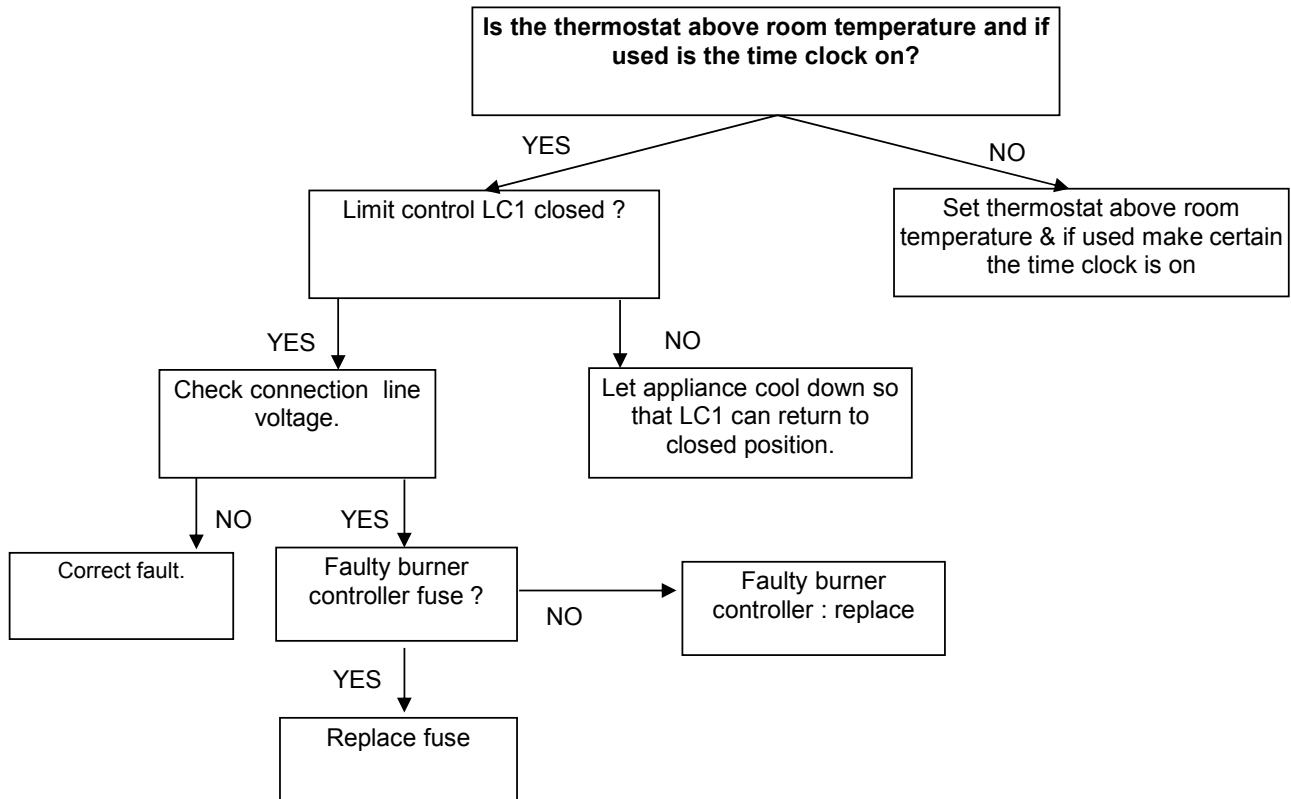 Is the thermostat above room temperature and if
used is the time clock on?
YES
NO
Limit control LC1 closed ?
Set thermostat above room
temperature & if used make certain
the time clock is on
YES
NO
Check connection  line
voltage.
Let appliance cool down so
that LC1 can return to
closed position.
NO
YES
Correct fault.
Faulty burner
controller fuse ?
NO
Faulty burner
controller : replace
YES
Replace fuse